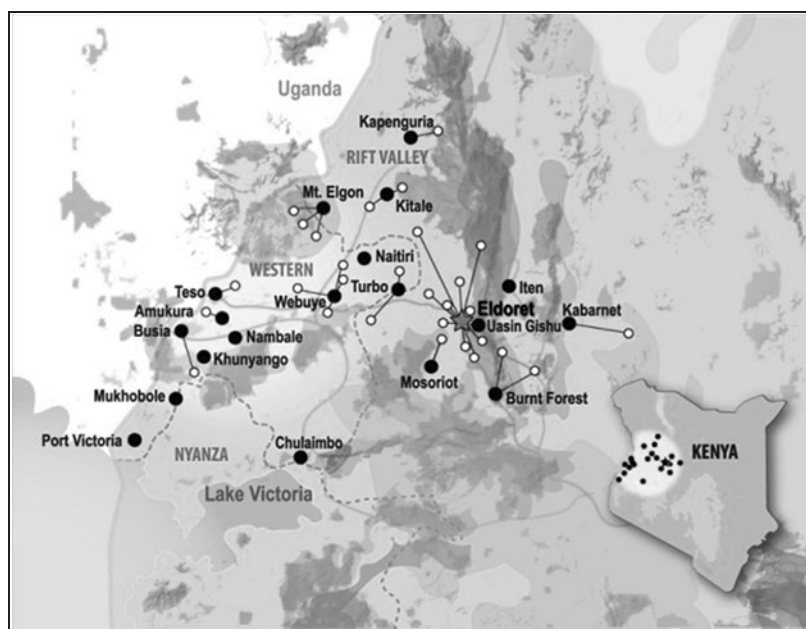 Uganda
Kapenguria
RIFT VALLEY
Mt. Elgon
Kitale
WESTERN
Naitiri
Teso
Turbo
Iten
Webuye
Amukura
Eldoret
Kabarnet
Busia
Uasin Gishu
Nambale
Khunyango
Mosoriot
Mukhobole
Burnt Forest
Port Victoria
NYANZA
Chulaimbo
KENYA
Lake Victoria